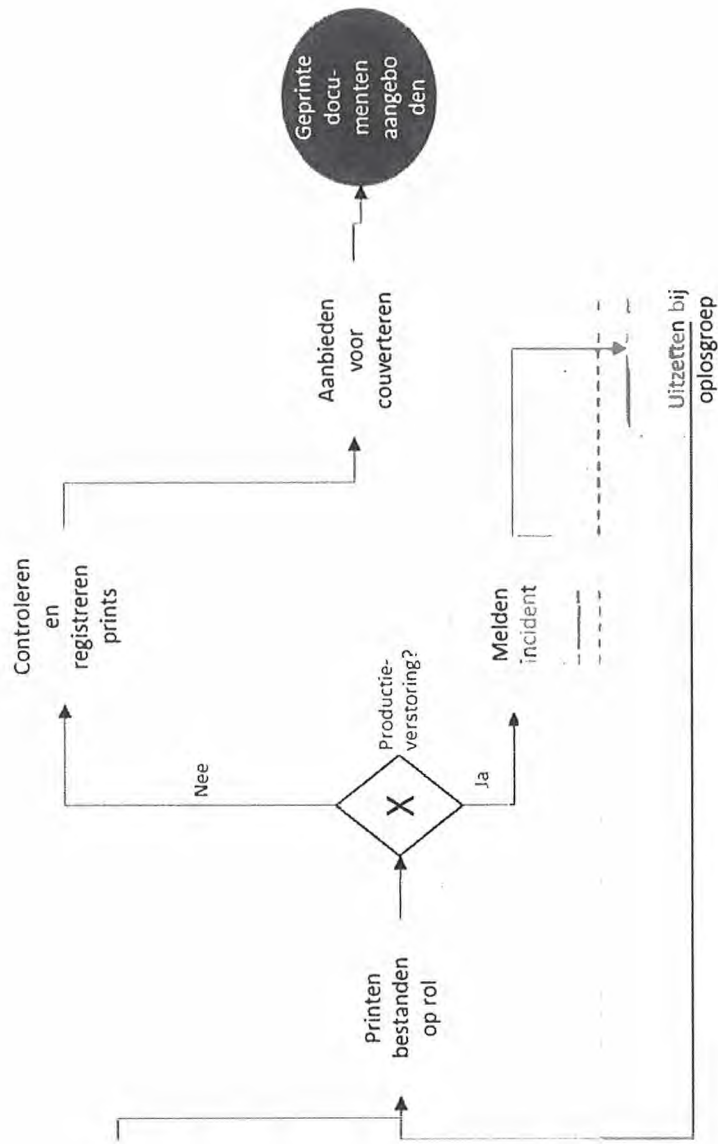 Controleren
en
registreren
prints
Geprinte
docu-
menten
aangebo
den
Aanbieden
voor
couverteren
Nee
Productie-
verstoring?
X
Ja
Printen
bestanden
op rol
Melden
incident
Uitzetten bij
oplosgroep